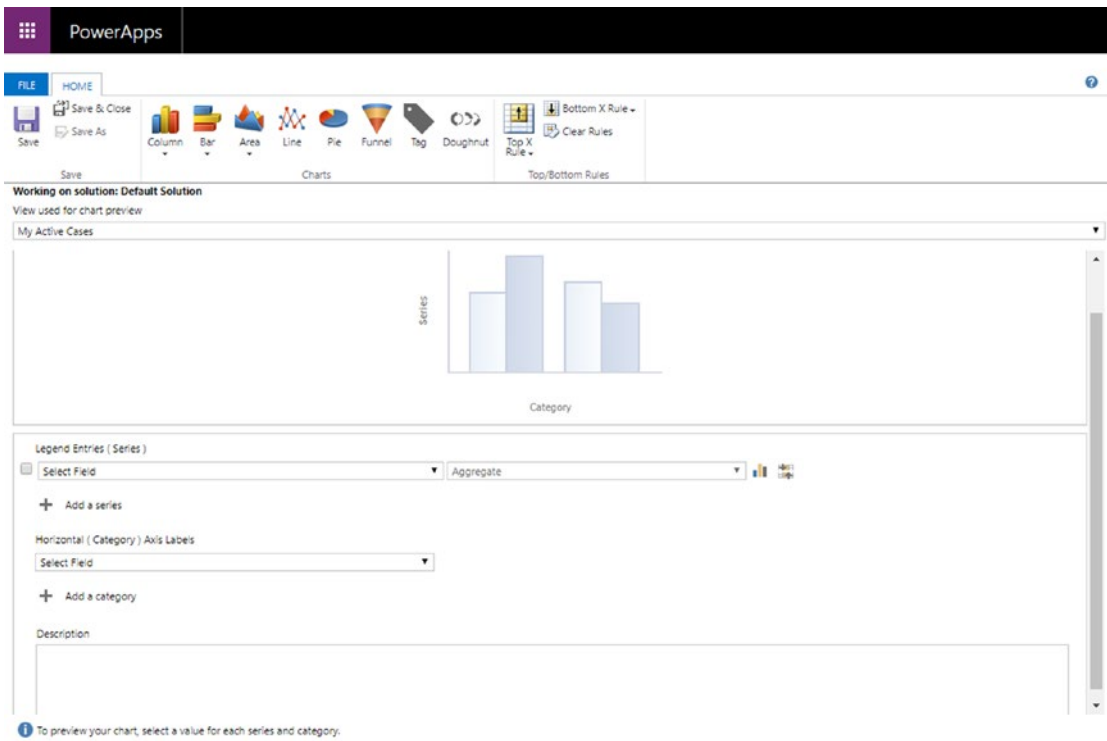 PowerApps
FILE HOME
Save
Save & Close
Save As
Column
Bar
Area
Line
Pie
Funnel
Tag
Doughnut
Top X
Rule
Bottom X Rule
Clear Rules
Save
Charts
Top/Bottom Rules
Working on solution: Default Solution
View used for chart preview
My Active Cases
Series
Category
Legend Entries ( Series )
Select Field
Aggregate
Add a series
Horizontal ( Category ) Axis Labels
Select Field
Add a category
Description
To preview your chart, select a value for each series and category.